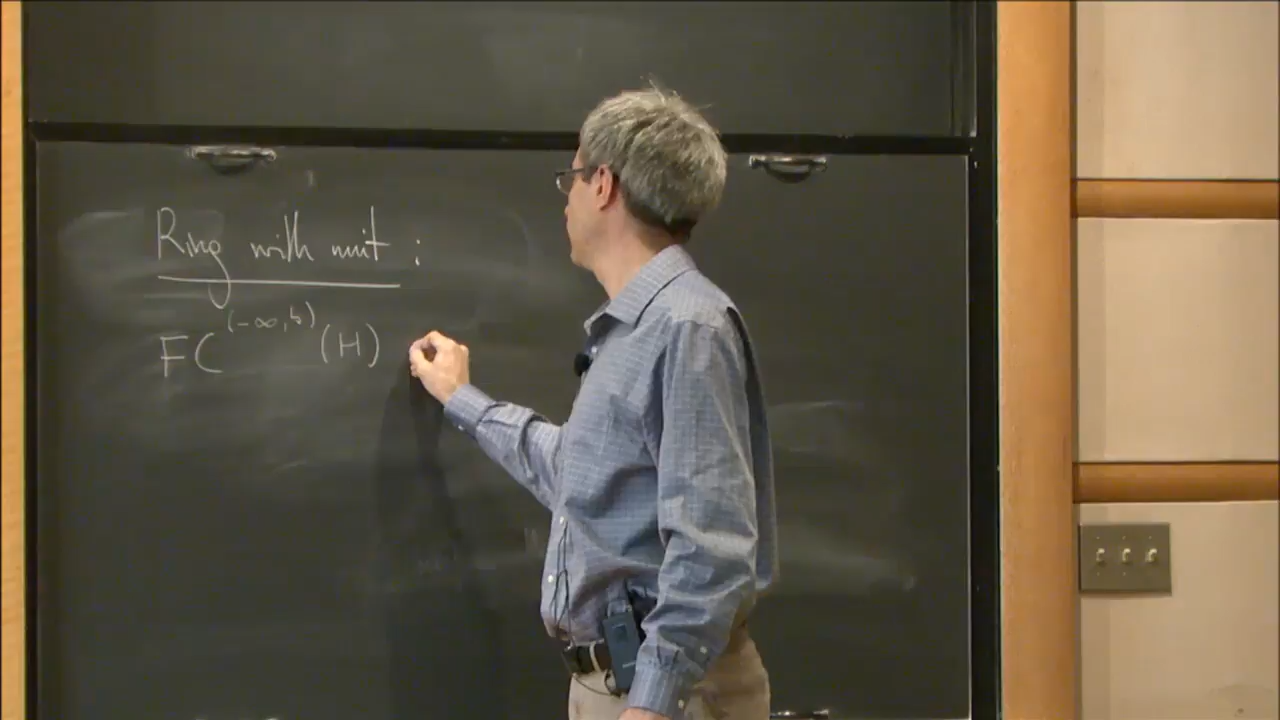 Ring with unit :
FC^(-∞,b) (H)